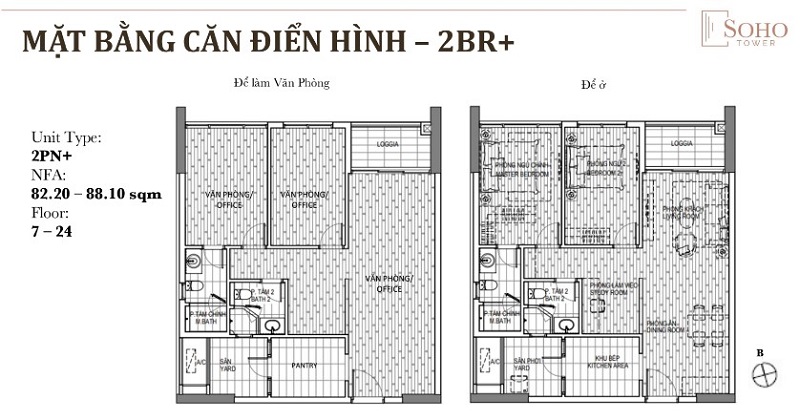 MẶT BẰNG CĂN ĐIỂN HÌNH – 2BR+
SOHO
TOWER
Để làm Văn Phòng
Để ở
Unit Type:
2PN+
NFA:
82.20 – 88.10 sqm
Floor:
7 – 24
LOGGIA
VĂN PHÒNG/
OFFICE
VĂN PHÒNG/
OFFICE
VĂN PHÒNG/
OFFICE
P. TẮM 2
BATH 2
P.TẮM CHÍNH
M.BATH
A/C
SÂN
YARD
PANTRY
LOGGIA
PHÒNG NGỦ CHÍNH
MASTER BEDROOM
PHÒNG NGỦ 2
BEDROOM 2
PHÒNG KHÁCH
LIVING ROOM
PHÒNG LÀM VIỆC
STUDY ROOM
P. TẮM 2
BATH 2
P.TẮM CHÍNH
M.BATH
PHÒNG ĂN
DINING ROOM
A/C
SÂN PHƠI
YARD
KHU BẾP
KITCHEN AREA
B